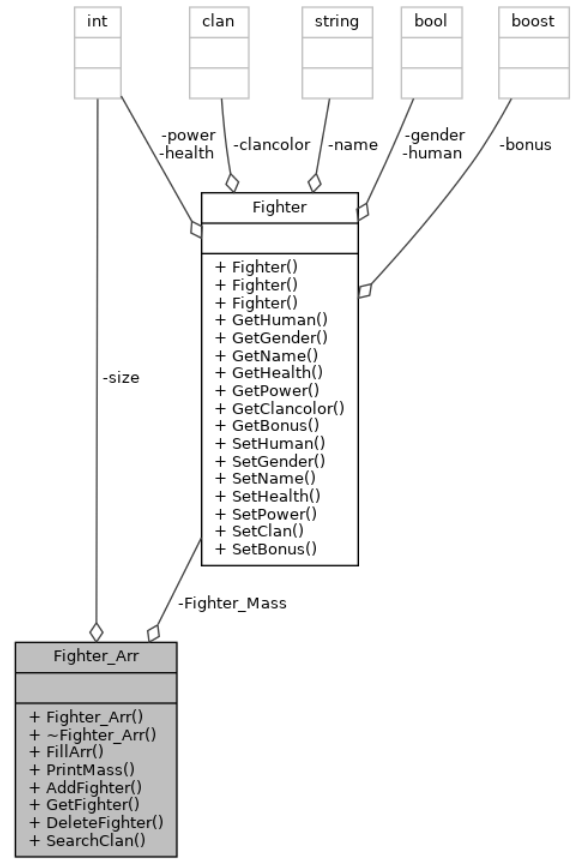 int
clan
string
bool
boost
-power
-health
-clancolor
-name
-gender
-human
-bonus
Fighter
+ Fighter()
+ Fighter()
+ Fighter()
+ GetHuman()
+ GetGender()
+ GetName()
+ GetHealth()
+ GetPower()
+ GetClancolor()
+ GetBonus()
+ SetHuman()
+ SetGender()
+ SetName()
+ SetHealth()
+ SetPower()
+ SetClan()
+ SetBonus()
-size
-Fighter_Mass
Fighter_Arr
+ Fighter_Arr()
+ ~Fighter_Arr()
+ FillArr()
+ PrintMass()
+ AddFighter()
+ GetFighter()
+ DeleteFighter()
+ SearchClan()